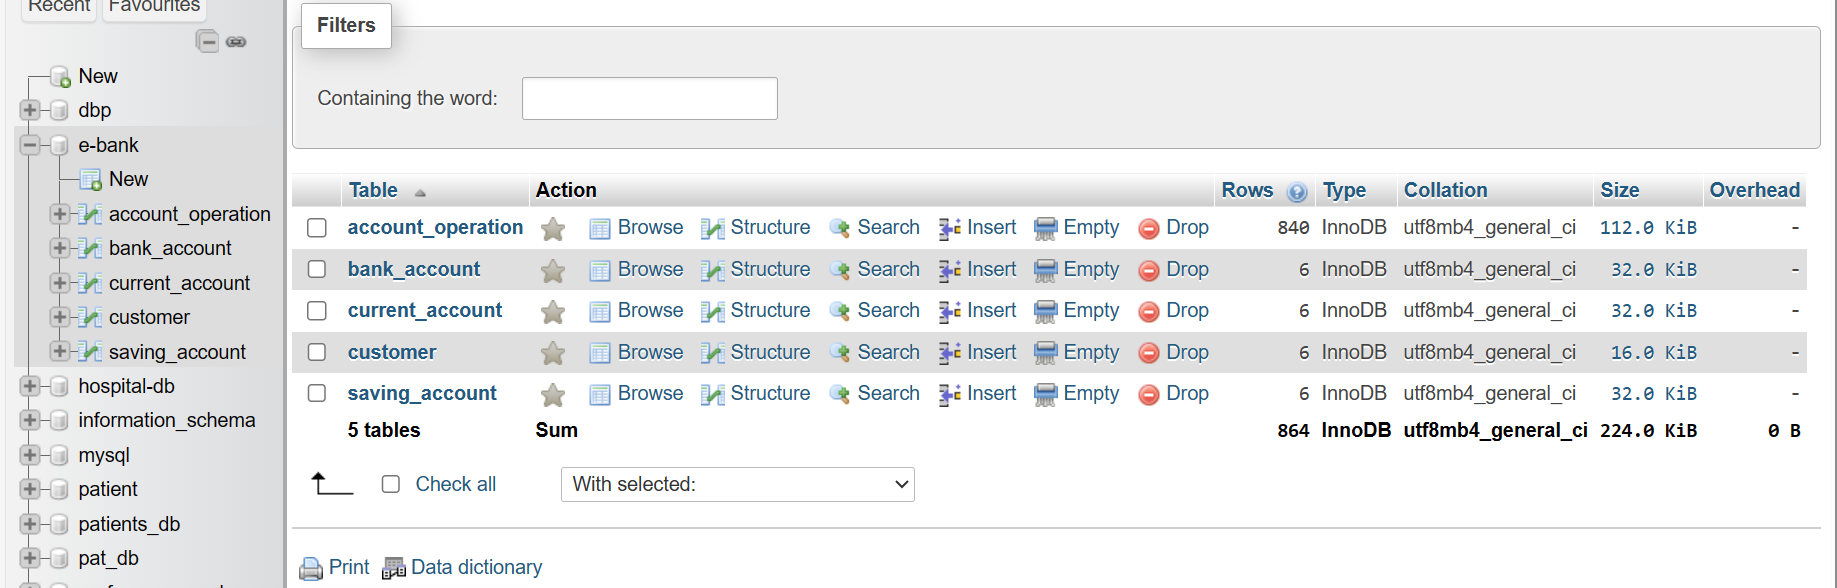 Recent Favourites
New
dbp
e-bank
New
account_operation
bank_account
current_account
customer
saving_account
hospital-db
information_schema
mysql
patient
patients_db
pat_db
Filters
Containing the word:
Table Action Rows Type Collation Size Overhead
account_operation Browse Structure Search Insert Empty Drop 840 InnoDB utf8mb4_general_ci 112.0 KiB -
bank_account Browse Structure Search Insert Empty Drop 6 InnoDB utf8mb4_general_ci 32.0 KiB -
current_account Browse Structure Search Insert Empty Drop 6 InnoDB utf8mb4_general_ci 32.0 KiB -
customer Browse Structure Search Insert Empty Drop 6 InnoDB utf8mb4_general_ci 16.0 KiB -
saving_account Browse Structure Search Insert Empty Drop 6 InnoDB utf8mb4_general_ci 32.0 KiB -
5 tables Sum 864 InnoDB utf8mb4_general_ci 224.0 KiB 0 B
Check all With selected:
Print Data dictionary